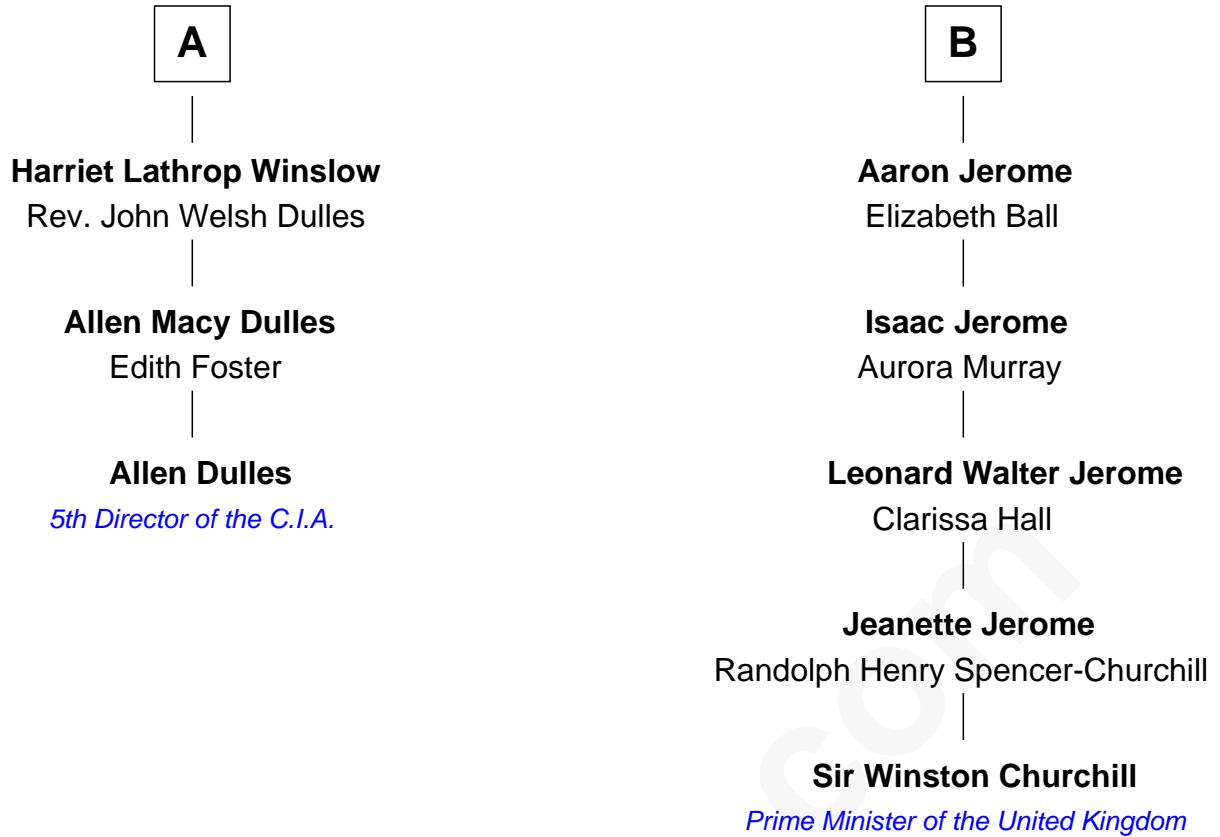 A
Harriet Lathrop Winslow
Rev. John Welsh Dulles
Allen Macy Dulles
Edith Foster
Allen Dulles
5th Director of the C.I.A.
B
Aaron Jerome
Elizabeth Ball
Isaac Jerome
Aurora Murray
Leonard Walter Jerome
Clarissa Hall
Jeanette Jerome
Randolph Henry Spencer-Churchill
Sir Winston Churchill
Prime Minister of the United Kingdom
com